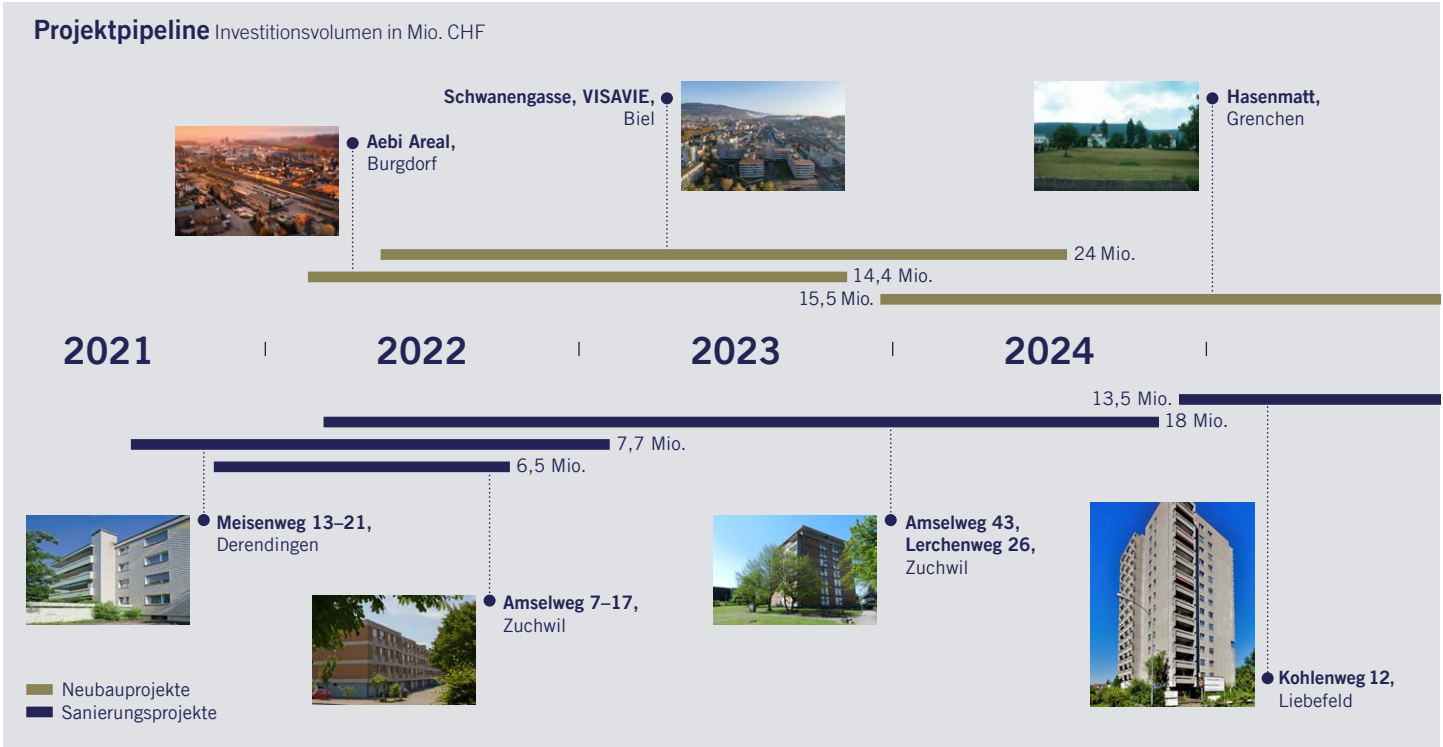 Projektpipeline Investitionsvolumen in Mio. CHF
Schwanengasse, VISAVIE,
Biel
Hasenmatt,
Grenchen
Aebi Areal,
Burgdorf
24 Mio.
14,4 Mio.
15,5 Mio.
2021
2022
2023
2024
13,5 Mio.
18 Mio.
7,7 Mio.
6,5 Mio.
Meisenweg 13–21,
Derendingen
Amselweg 43,
Lerchenweg 26,
Zuchwil
Amselweg 7–17,
Zuchwil
Kohlenweg 12,
Liebefeld
Neubauprojekte
Sanierungsprojekte